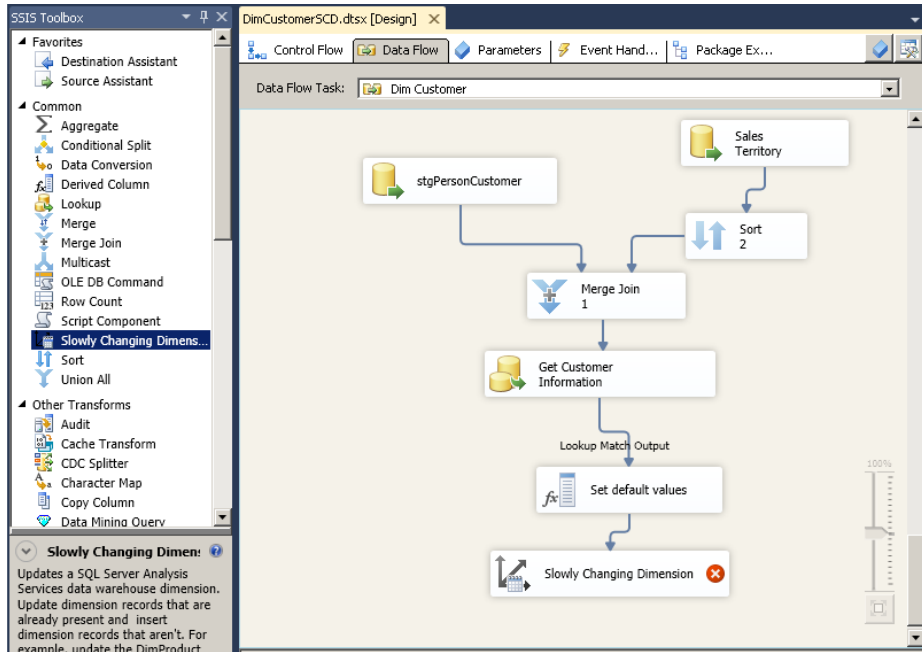 SSIS Toolbox
Favorites
Destination Assistant
Source Assistant
Common
Aggregate
Conditional Split
Data Conversion
Derived Column
Lookup
Merge
Merge Join
Multicast
OLE DB Command
Row Count
Script Component
Slowly Changing Dimens...
Sort
Union All
Other Transforms
Audit
Cache Transform
CDC Splitter
Character Map
Copy Column
Data Mining Query
Slowly Changing Dimen:
Updates a SQL Server Analysis
Services data warehouse dimension.
Update dimension records that are
already present and insert
dimension records that aren't. For
example, update the DimProduct
DimCustomerSCD.dtsx [Design]
Control Flow
Data Flow
Parameters
Event Hand...
Package Ex...
Data Flow Task:
Dim Customer
Sales
Territory
stgPersonCustomer
Sort
2
Merge Join
1
Get Customer
Information
Lookup Match Output
Set default values
Slowly Changing Dimension
100%